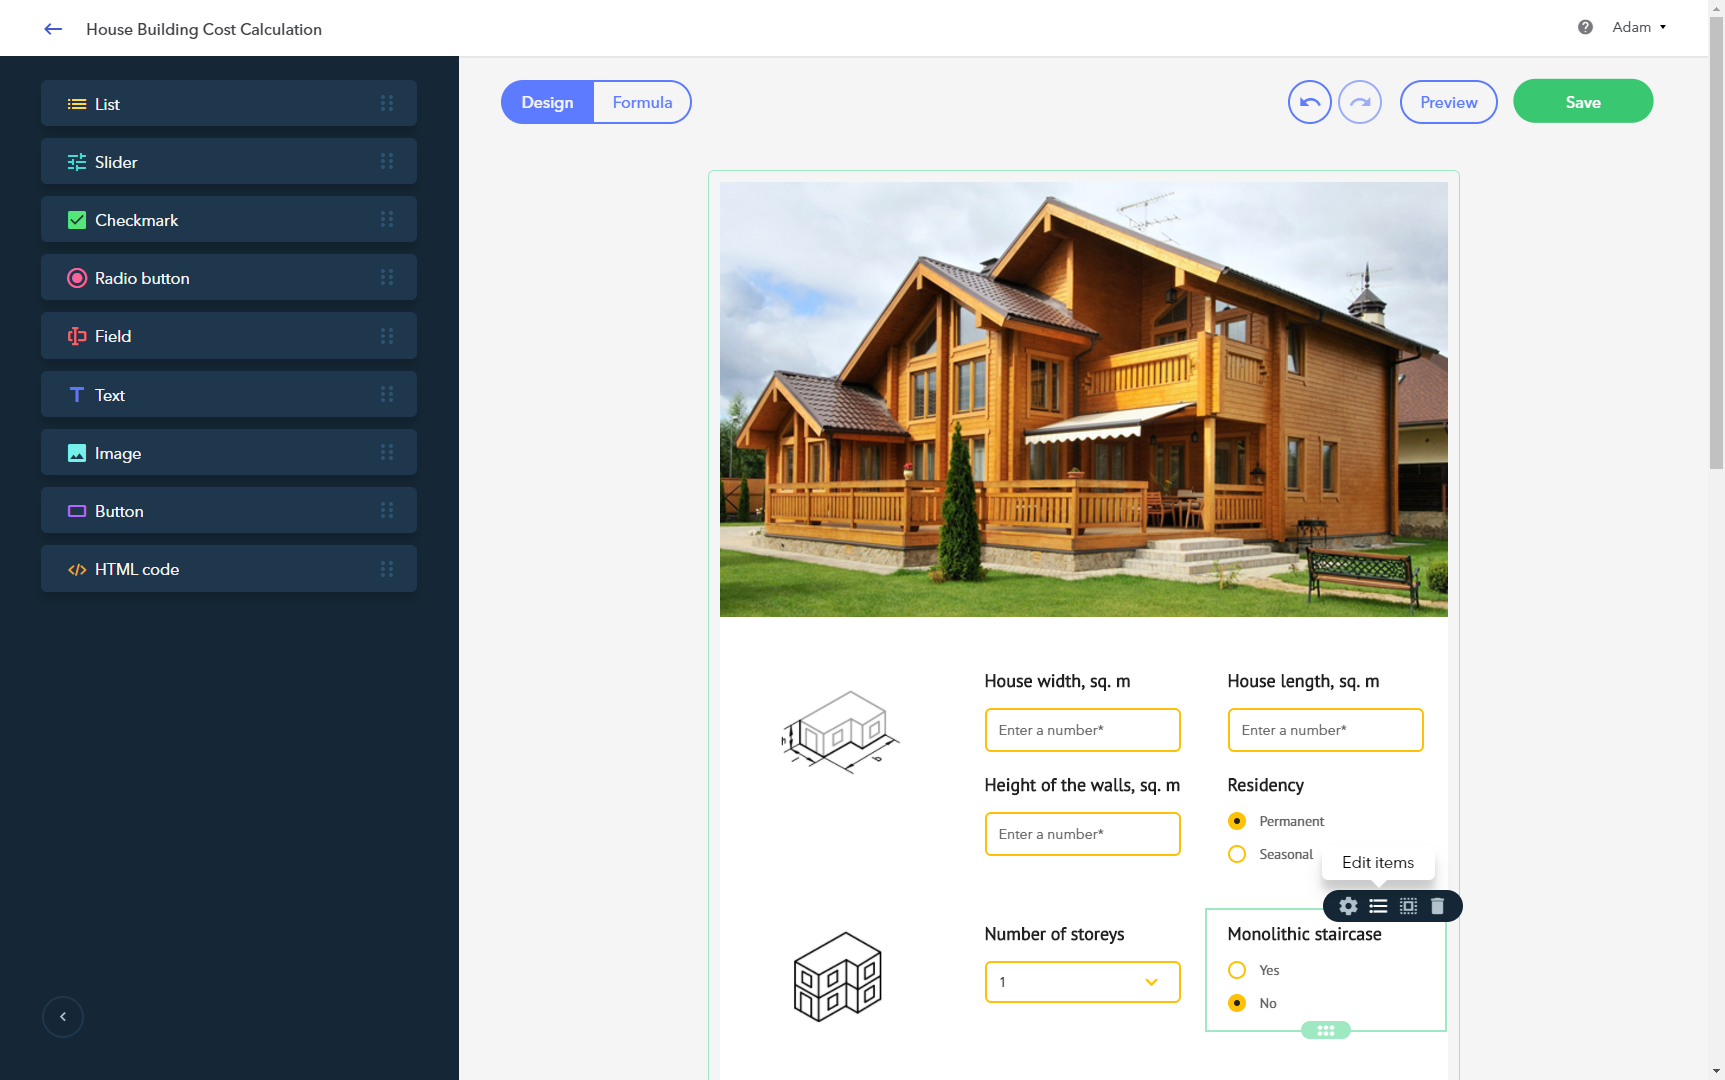 House Building Cost Calculation
Adam
List
Slider
Checkmark
Radio button
Field
Text
Image
Button
HTML code
Design
Formula
Preview
Save
House width, sq. m
House length, sq. m
Enter a number*
Enter a number*
Height of the walls, sq. m
Residency
Enter a number*
Permanent
Seasonal
Edit items
Number of storeys
Monolithic staircase
1
Yes
No